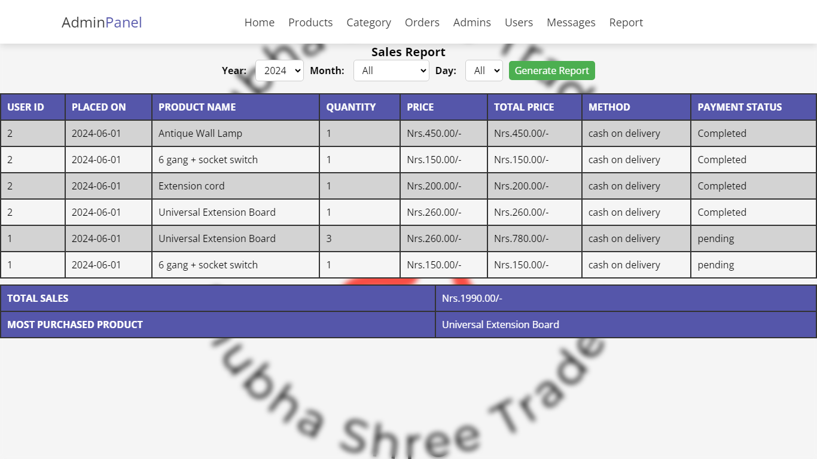 AdminPanel Home Products Category Orders Admins Users Messages Report
Sales Report
Year: 2024 Month: All Day: All Generate Report
USER ID PLACED ON PRODUCT NAME QUANTITY PRICE TOTAL PRICE METHOD PAYMENT STATUS
2 2024-06-01 Antique Wall Lamp 1 Nrs.450.00/- Nrs.450.00/- cash on delivery Completed
2 2024-06-01 6 gang + socket switch 1 Nrs.150.00/- Nrs.150.00/- cash on delivery Completed
2 2024-06-01 Extension cord 1 Nrs.200.00/- Nrs.200.00/- cash on delivery Completed
2 2024-06-01 Universal Extension Board 1 Nrs.260.00/- Nrs.260.00/- cash on delivery Completed
1 2024-06-01 Universal Extension Board 3 Nrs.260.00/- Nrs.780.00/- cash on delivery pending
1 2024-06-01 6 gang + socket switch 1 Nrs.150.00/- Nrs.150.00/- cash on delivery pending
TOTAL SALES Nrs.1990.00/-
MOST PURCHASED PRODUCT Universal Extension Board
ubha Shree Trade